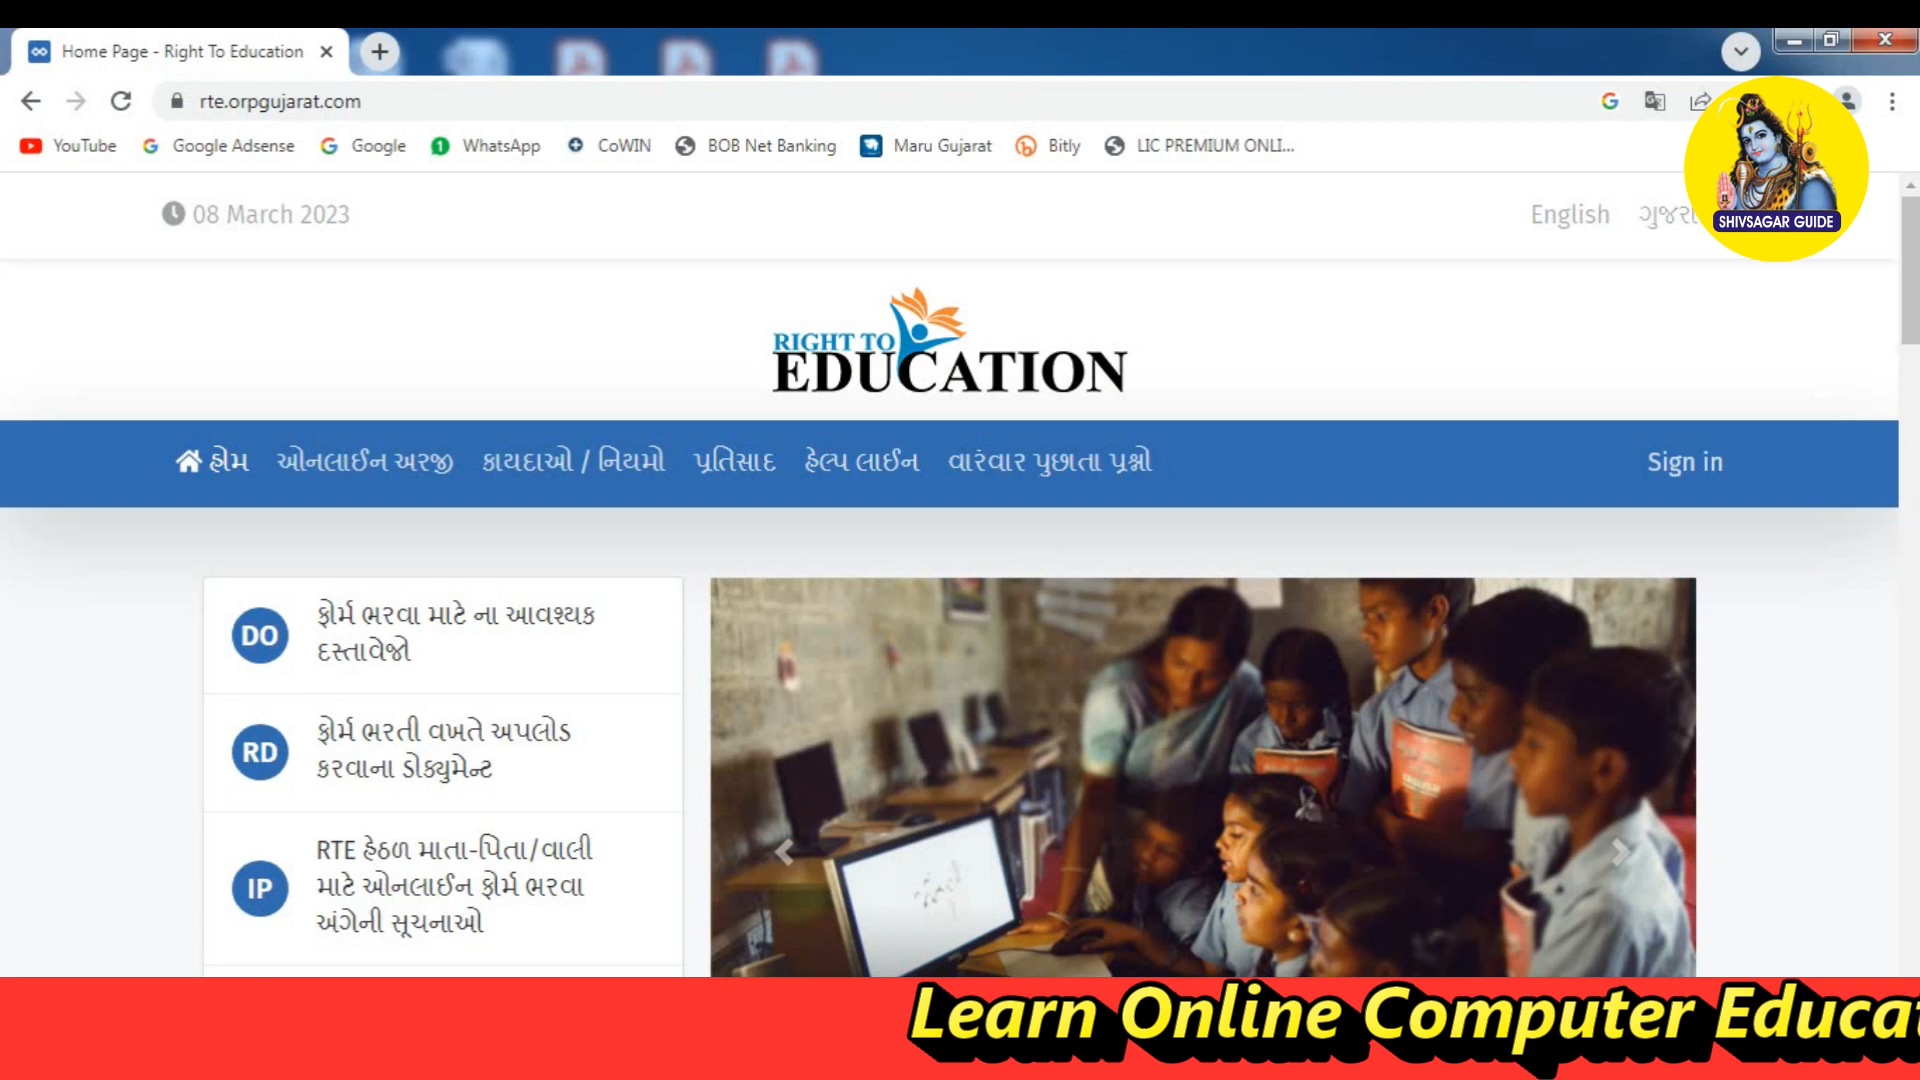 Home Page - Right To Education
rte.orpgujarat.com
YouTube Google Adsense Google WhatsApp CoWIN BOB Net Banking Maru Gujarat Bitly LIC PREMIUM ONLI...
08 March 2023
English
SHIVSAGAR GUIDE
RIGHT TO
EDUCATION
હોમ ઓનલાઈન અરજી કાયદાઓ / નિયમો પ્રતિસાદ હેલ્પ લાઈન વારંવાર પુછાતા પ્રશ્નો Sign in
DO ફોર્મ ભરવા માટે ના આવશ્યક
દસ્તાવેજો
RD ફોર્મ ભરતી વખતે અપલોડ
કરવાના ડોક્યુમેન્ટ
RTE હેઠળ માતા-પિતા/વાલી
IP માટે ઓનલાઈન ફોર્મ ભરવા
અંગેની સૂચનાઓ
Learn Online Computer Educat